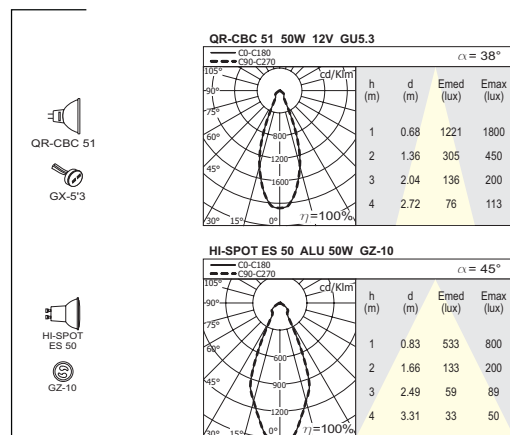 QR-CBC 51
GX-5'3
QR-CBC 51 50W 12V GU5.3
C0-C180
C90-C270
α = 38°
105°
90°
75°
60°
45°
30° 15° 0°
cd/Klm
800
1200
1600
η=100%
h (m) d (m) Emed (lux) Emax (lux)
1 0.68 1221 1800
2 1.36 305 450
3 2.04 136 200
4 2.72 76 113
HI-SPOT
ES 50
GZ-10
HI-SPOT ES 50 ALU 50W GZ-10
C0-C180
C90-C270
α = 45°
105°
90°
75°
60°
45°
30° 15° 0°
cd/Klm
600
900
1200
η=100%
h (m) d (m) Emed (lux) Emax (lux)
1 0.83 533 800
2 1.66 133 200
3 2.49 59 89
4 3.31 33 50